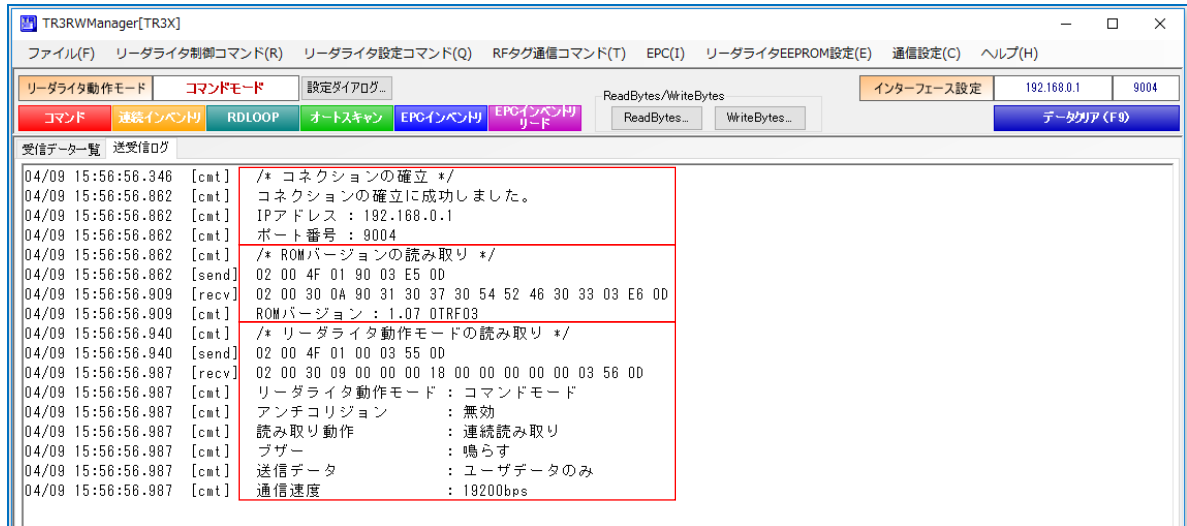 TR3RWManager[TR3X]
ファイル(F) リーダライタ制御コマンド(R) リーダライタ設定コマンド(Q) RFタグ通信コマンド(T) EPC(I) リーダライタEEPROM設定(E) 通信設定(C) ヘルプ(H)
リーダライタ動作モード コマンドモード 設定ダイアログ... ReadBytes/WriteBytes インターフェース設定 192.168.0.1 9004
コマンド 連続インベントリ RDLOOP オートスキャン EPCインベントリ EPCインベントリリード ReadBytes... WriteBytes... データクリア(F9)
受信データ一覧 送受信ログ
04/09 15:56:56.346 [cmt] /* コネクションの確立 */
04/09 15:56:56.862 [cmt] コネクションの確立に成功しました。
04/09 15:56:56.862 [cmt] IPアドレス : 192.168.0.1
04/09 15:56:56.862 [cmt] ポート番号 : 9004
04/09 15:56:56.862 [cmt] /* ROMバージョンの読み取り */
04/09 15:56:56.862 [send] 02 00 4F 01 90 03 E5 0D
04/09 15:56:56.909 [recv] 02 00 30 0A 90 31 30 37 30 54 52 46 30 33 03 E6 0D
04/09 15:56:56.909 [cmt] ROMバージョン : 1.07 0TRF03
04/09 15:56:56.940 [cmt] /* リーダライタ動作モードの読み取り */
04/09 15:56:56.940 [send] 02 00 4F 01 00 03 55 0D
04/09 15:56:56.987 [recv] 02 00 30 09 00 00 00 18 00 00 00 00 00 03 56 0D
04/09 15:56:56.987 [cmt] リーダライタ動作モード : コマンドモード
04/09 15:56:56.987 [cmt] アンチコリジョン : 無効
04/09 15:56:56.987 [cmt] 読み取り動作 : 連続読み取り
04/09 15:56:56.987 [cmt] ブザー : 鳴らす
04/09 15:56:56.987 [cmt] 送信データ : ユーザデータのみ
04/09 15:56:56.987 [cmt] 通信速度 : 19200bps